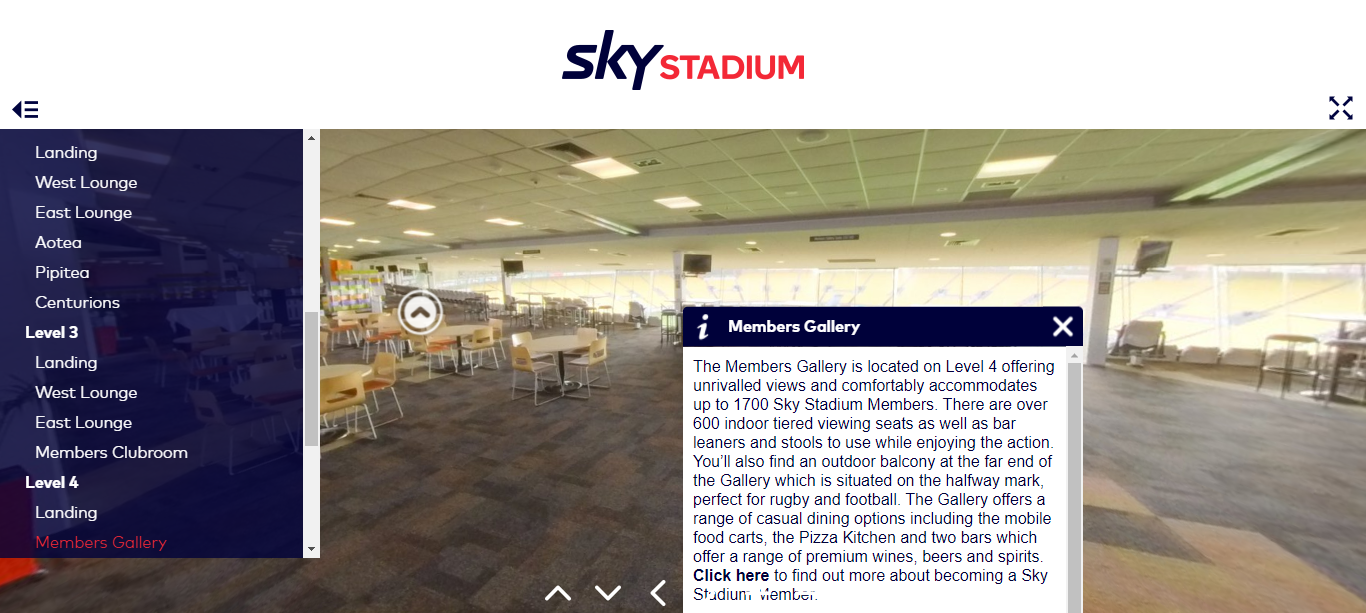 sky STADIUM
Landing
West Lounge
East Lounge
Aotea
Pipitea
Centurions
Level 3
Landing
West Lounge
East Lounge
Members Clubroom
Level 4
Landing
Members Gallery
i Members Gallery
The Members Gallery is located on Level 4 offering
unrivalled views and comfortably accommodates
up to 1700 Sky Stadium Members. There are over
600 indoor tiered viewing seats as well as bar
leaners and stools to use while enjoying the action.
You’ll also find an outdoor balcony at the far end of
the Gallery which is situated on the halfway mark,
perfect for rugby and football. The Gallery offers a
range of casual dining options including the mobile
food carts, the Pizza Kitchen and two bars which
offer a range of premium wines, beers and spirits.
Click here to find out more about becoming a Sky
Stadium Member.